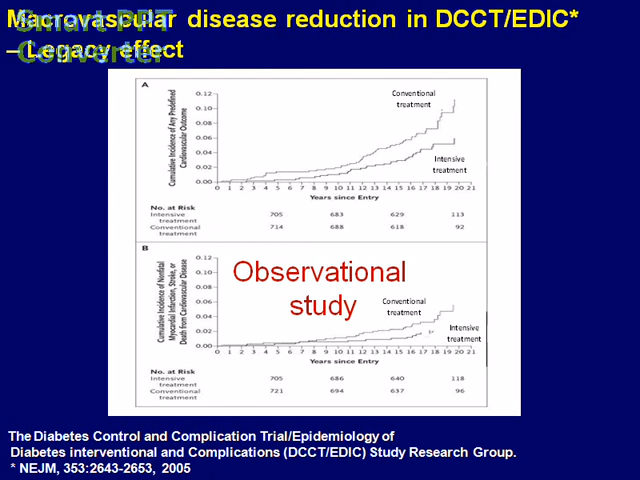 Macrovascular disease reduction in DCCT/EDIC*
– Legacy effect
Smart PPT
Converter
A
Cumulative Incidence of Any Predefined
Cardiovascular Outcome
0.12
0.10
0.08
0.06
0.04
0.02
0.00
Conventional
treatment
Intensive
treatment
0 1 2 3 4 5 6 7 8 9 10 11 12 13 14 15 16 17 18 19 20 21
Years since Entry
No. at Risk
Intensive 705 683 629 113
treatment
Conventional 714 688 618 92
treatment
B
Cumulative Incidence of Nonfatal
Myocardial Infarction, Stroke, or
Death from Cardiovascular Disease
0.12
0.10
0.08
0.06
0.04
0.02
0.00
Observational
study
Conventional
treatment
Intensive
treatment
0 1 2 3 4 5 6 7 8 9 10 11 12 13 14 15 16 17 18 19 20 21
Years since Entry
No. at Risk
Intensive 705 686 640 118
treatment
Conventional 721 694 637 96
treatment
The Diabetes Control and Complication Trial/Epidemiology of
Diabetes interventional and Complications (DCCT/EDIC) Study Research Group.
* NEJM, 353:2643-2653, 2005